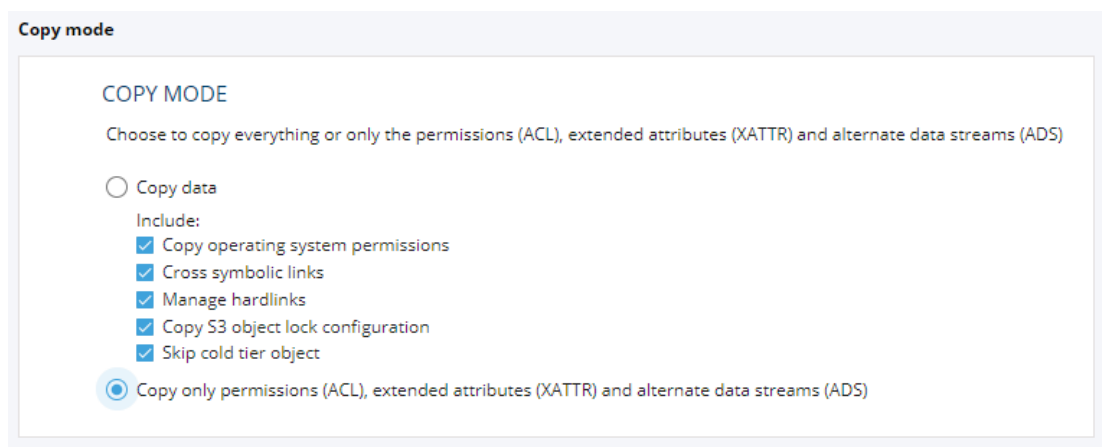 Copy mode
COPY MODE
Choose to copy everything or only the permissions (ACL), extended attributes (XATTR) and alternate data streams (ADS)
Copy data
Include:
Copy operating system permissions
Cross symbolic links
Manage hardlinks
Copy S3 object lock configuration
Skip cold tier object
Copy only permissions (ACL), extended attributes (XATTR) and alternate data streams (ADS)